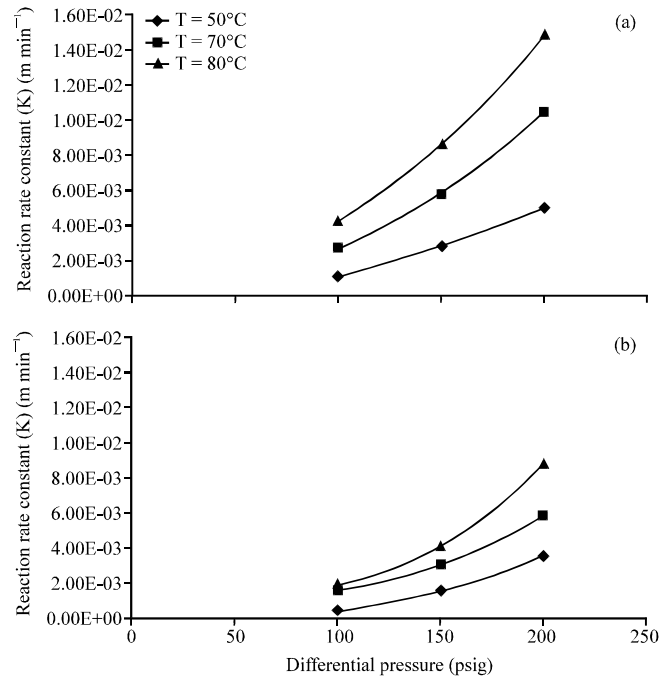 Reaction rate constant (K) (m min⁻¹)
1.60E-02
1.40E-02
1.20E-02
1.00E-02
8.00E-03
6.00E-03
4.00E-03
2.00E-03
0.00E+00
T = 50°C
T = 70°C
T = 80°C
(a)
Reaction rate constant (K) (m min⁻¹)
1.60E-02
1.40E-02
1.20E-02
1.00E-02
8.00E-03
6.00E-03
4.00E-03
2.00E-03
0.00E+00
(b)
0 50 100 150 200 250
Differential pressure (psig)